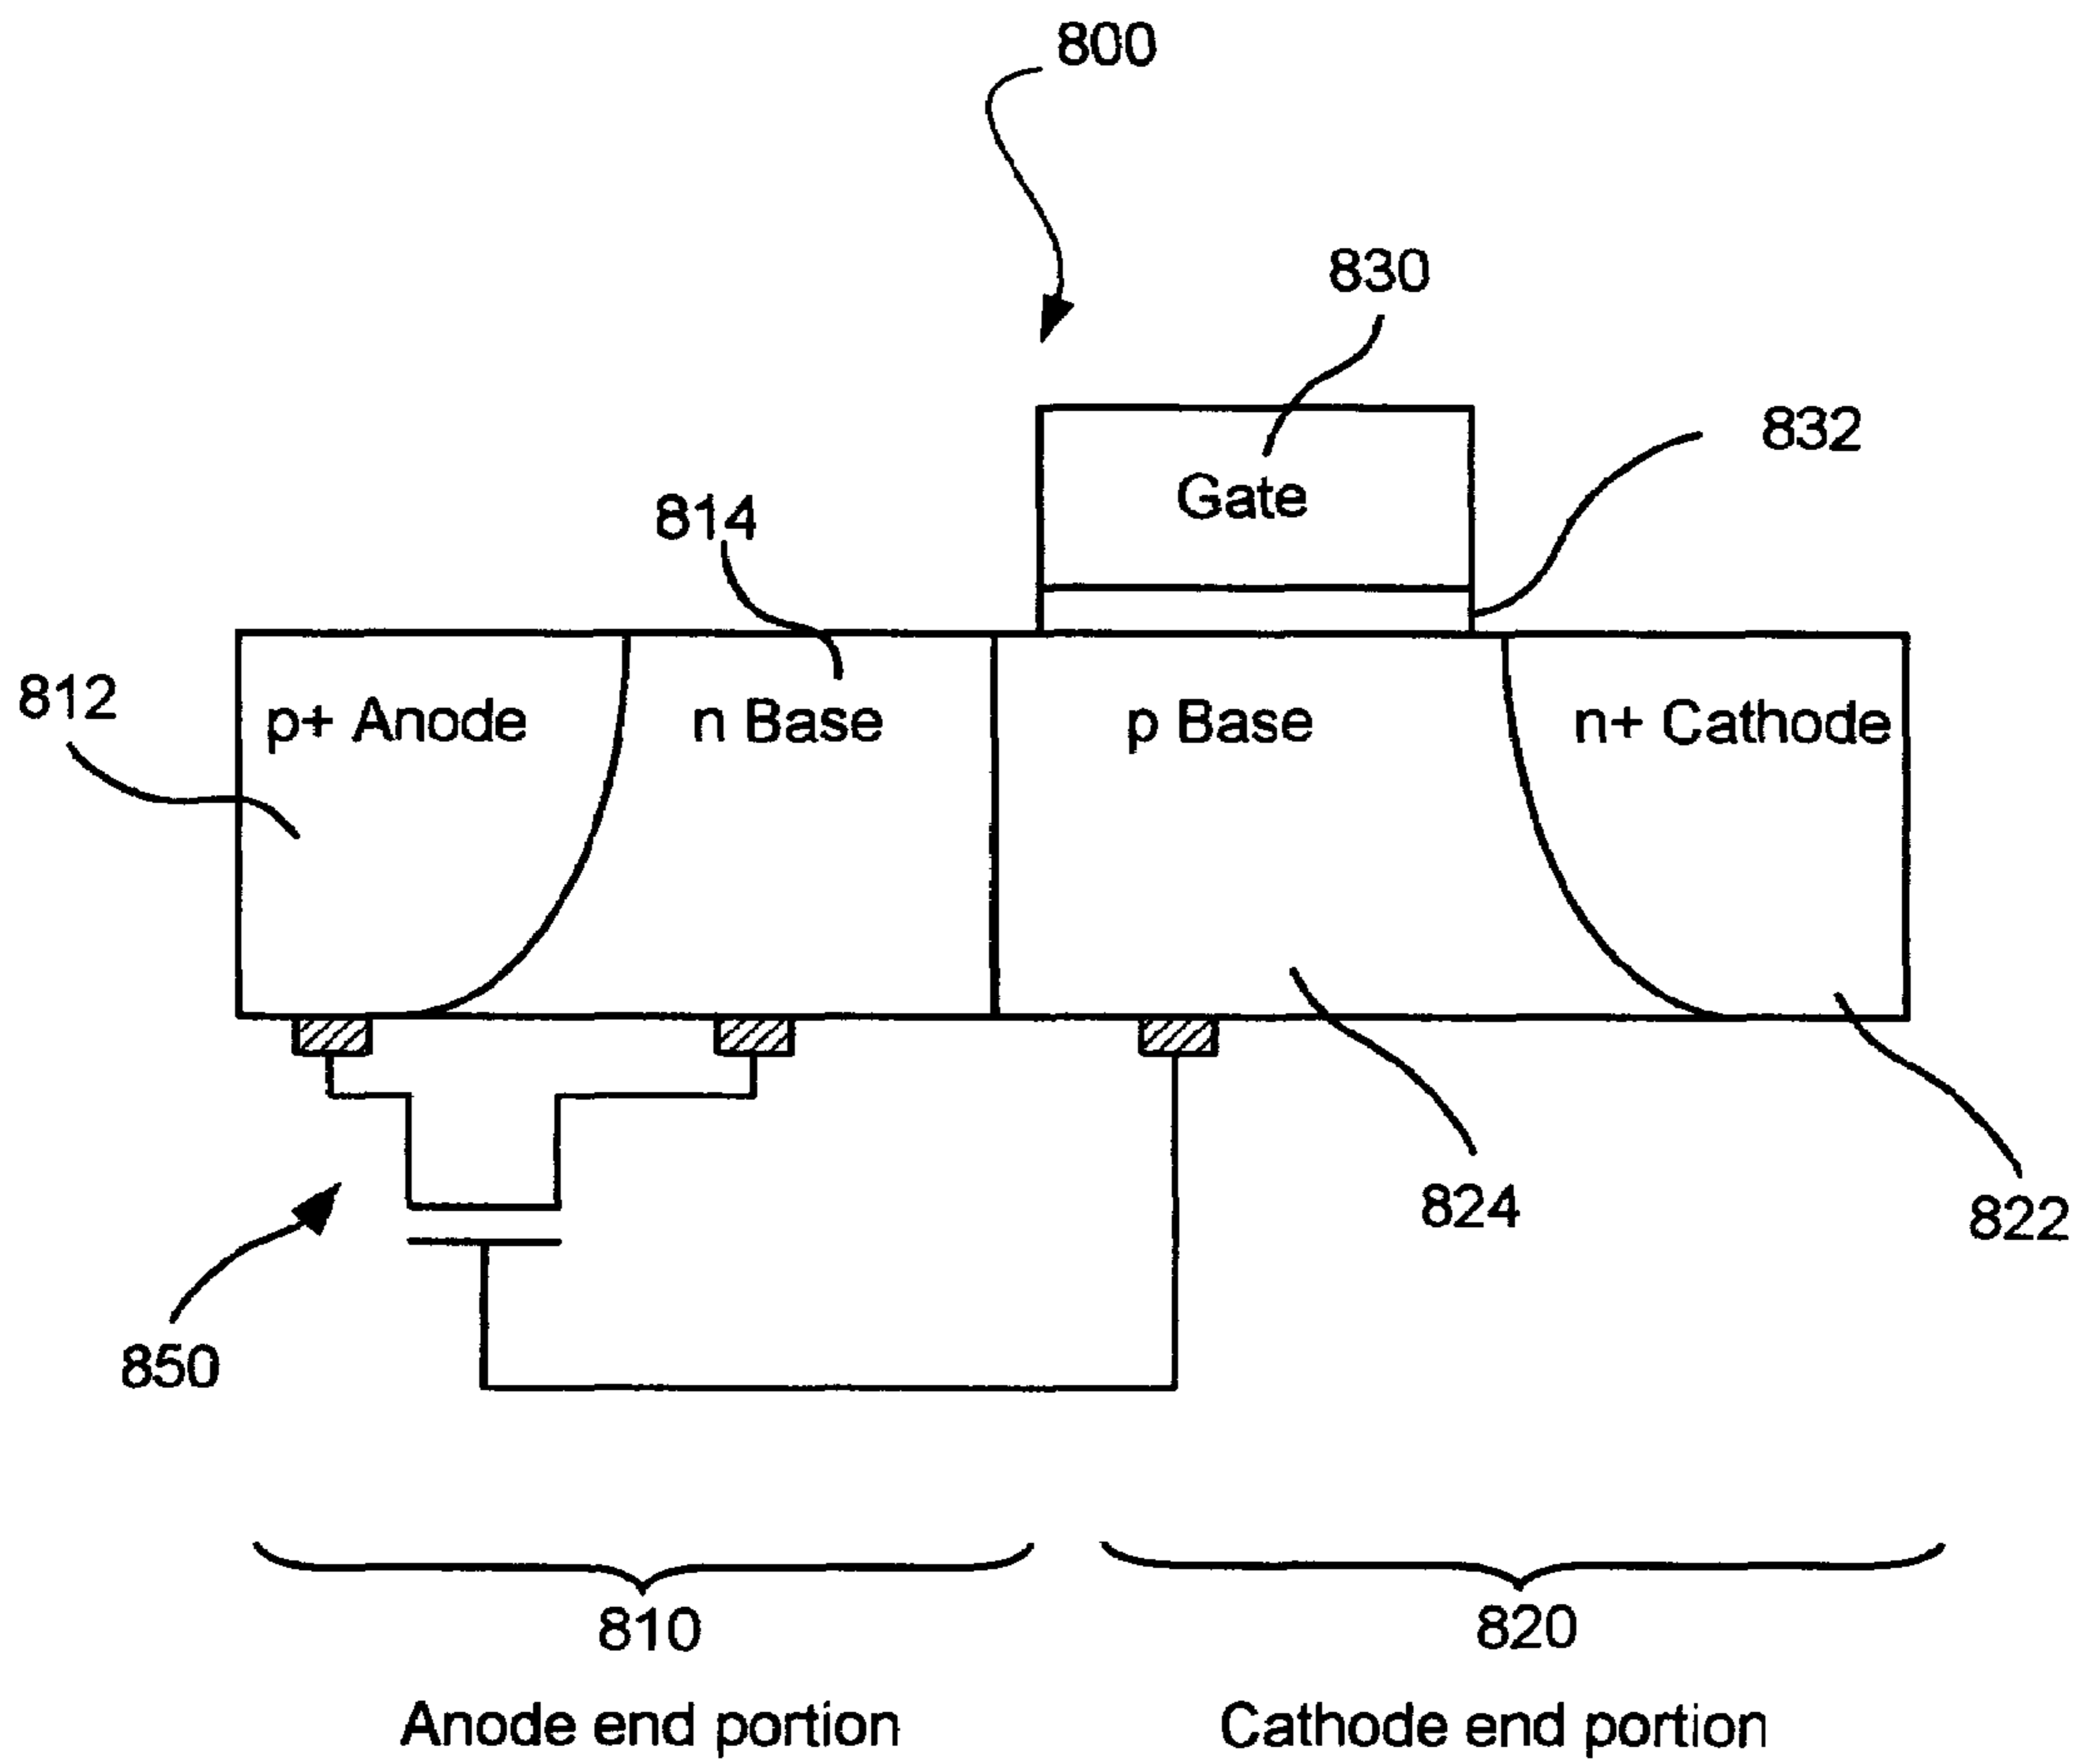 800
830
832
Gate
814
812
p+ Anode
n Base
p Base
n+ Cathode
824
822
850
810
820
Anode end portion
Cathode end portion